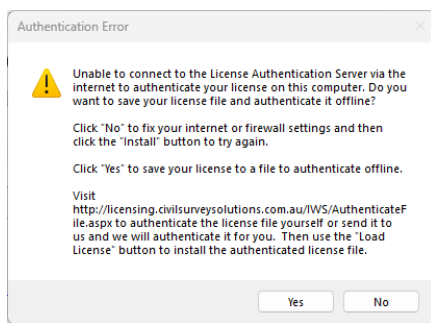 Authentication Error
Unable to connect to the License Authentication Server via the
internet to authenticate your license on this computer. Do you
want to save your license file and authenticate it offline?
Click "No" to fix your internet or firewall settings and then
click the "Install" button to try again.
Click "Yes" to save your license to a file to authenticate offline.
Visit
http://licensing.civilsurveysolutions.com.au/IWS/AuthenticateF
ile.aspx to authenticate the license file yourself or send it to
us and we will authenticate it for you.  Then use the "Load
License" button to install the authenticated license file.
Yes
No